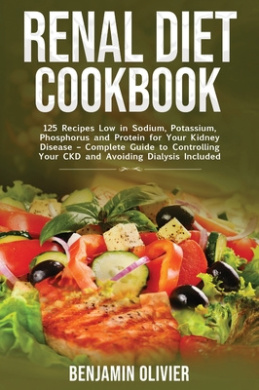 RENAL DIET
COOKBOOK
125 Recipes Low in Sodium, Potassium,
Phosphorus and Protein for Your Kidney
Disease – Complete Guide to Controlling
Your CKD and Avoiding Dialysis Included
BENJAMIN OLIVIER